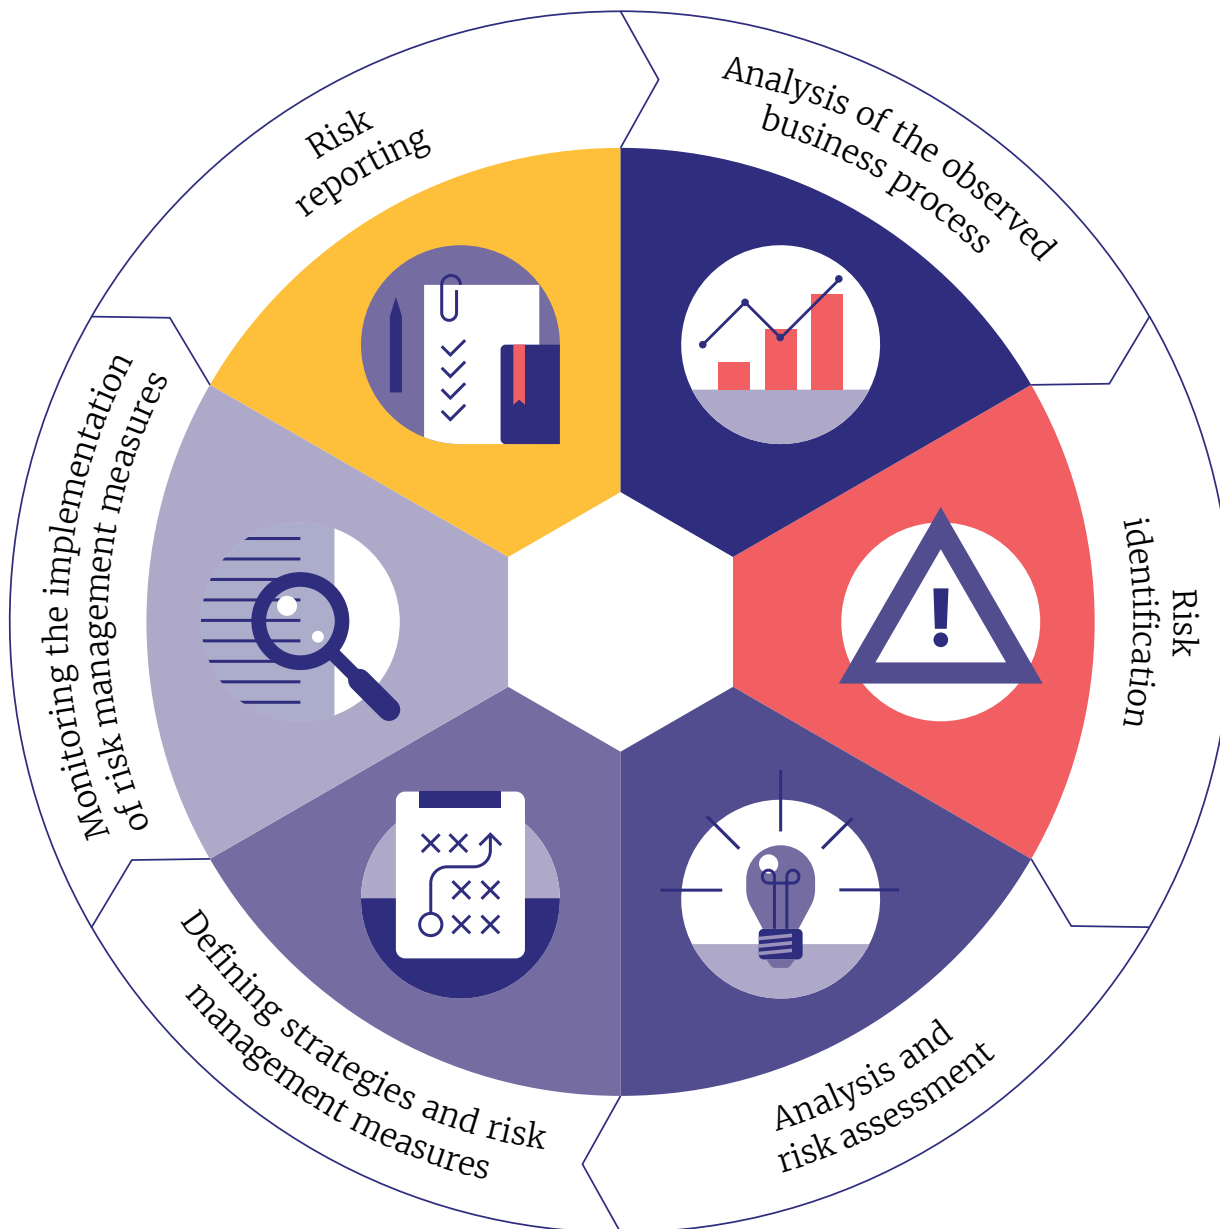 Analysis of the observed
business process
Risk
identification
Analysis and
risk assessment
Defining strategies and risk
management measures
Monitoring the implementation
of risk management measures
Risk
reporting